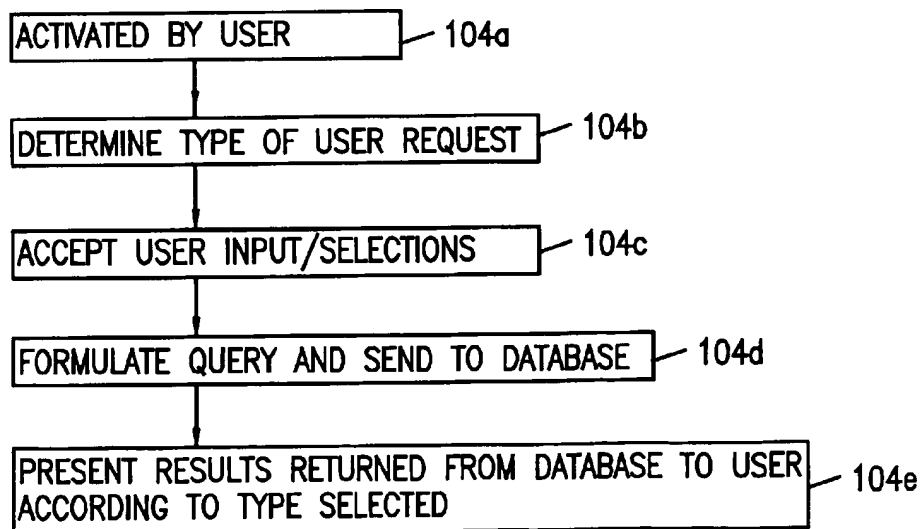 ACTIVATED BY USER 104a
DETERMINE TYPE OF USER REQUEST 104b
ACCEPT USER INPUT/SELECTIONS 104c
FORMULATE QUERY AND SEND TO DATABASE 104d
PRESENT RESULTS RETURNED FROM DATABASE TO USER
ACCORDING TO TYPE SELECTED 104e